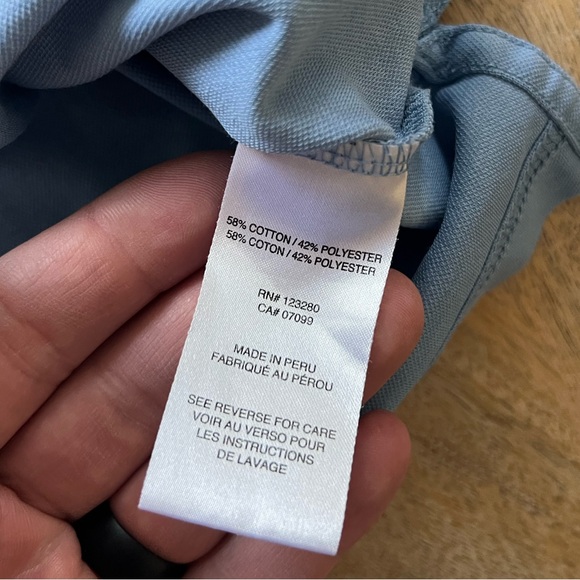 58% COTTON / 42% POLYESTER
58% COTON / 42% POLYESTER
RN# 123280
CA# 07099
MADE IN PERU
FABRIQUÉ AU PÉROU
SEE REVERSE FOR CARE
VOIR AU VERSO POUR
LES INSTRUCTIONS
DE LAVAGE